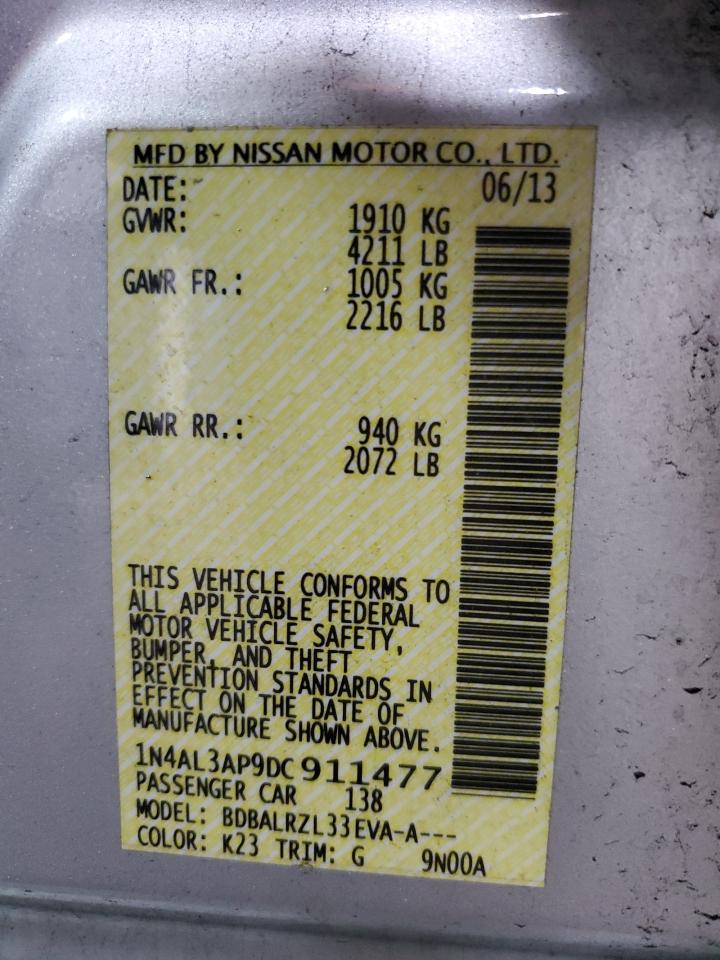 MFD BY NISSAN MOTOR CO., LTD.
DATE: 06/13
GVWR: 1910 KG
4211 LB
GAWR FR.: 1005 KG
2216 LB
GAWR RR.: 940 KG
2072 LB
THIS VEHICLE CONFORMS TO
ALL APPLICABLE FEDERAL
MOTOR VEHICLE SAFETY,
BUMPER, AND THEFT
PREVENTION STANDARDS IN
EFFECT ON THE DATE OF
MANUFACTURE SHOWN ABOVE.
1N4AL3AP9DC911477
PASSENGER CAR 138
MODEL: BDBALRZL33EVA-A---
COLOR: K23 TRIM: G 9N00A